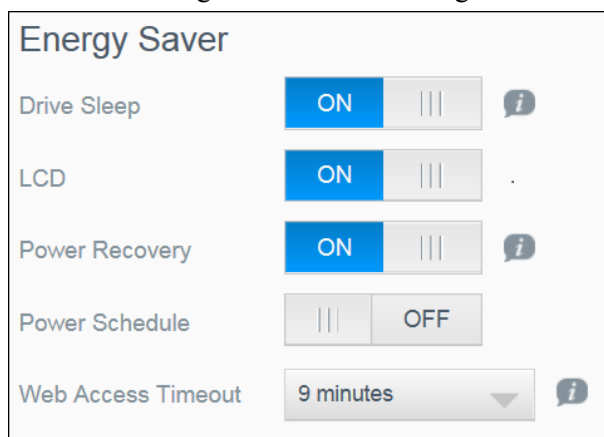 Energy Saver
Drive Sleep ON
LCD ON .
Power Recovery ON
Power Schedule OFF
Web Access Timeout 9 minutes